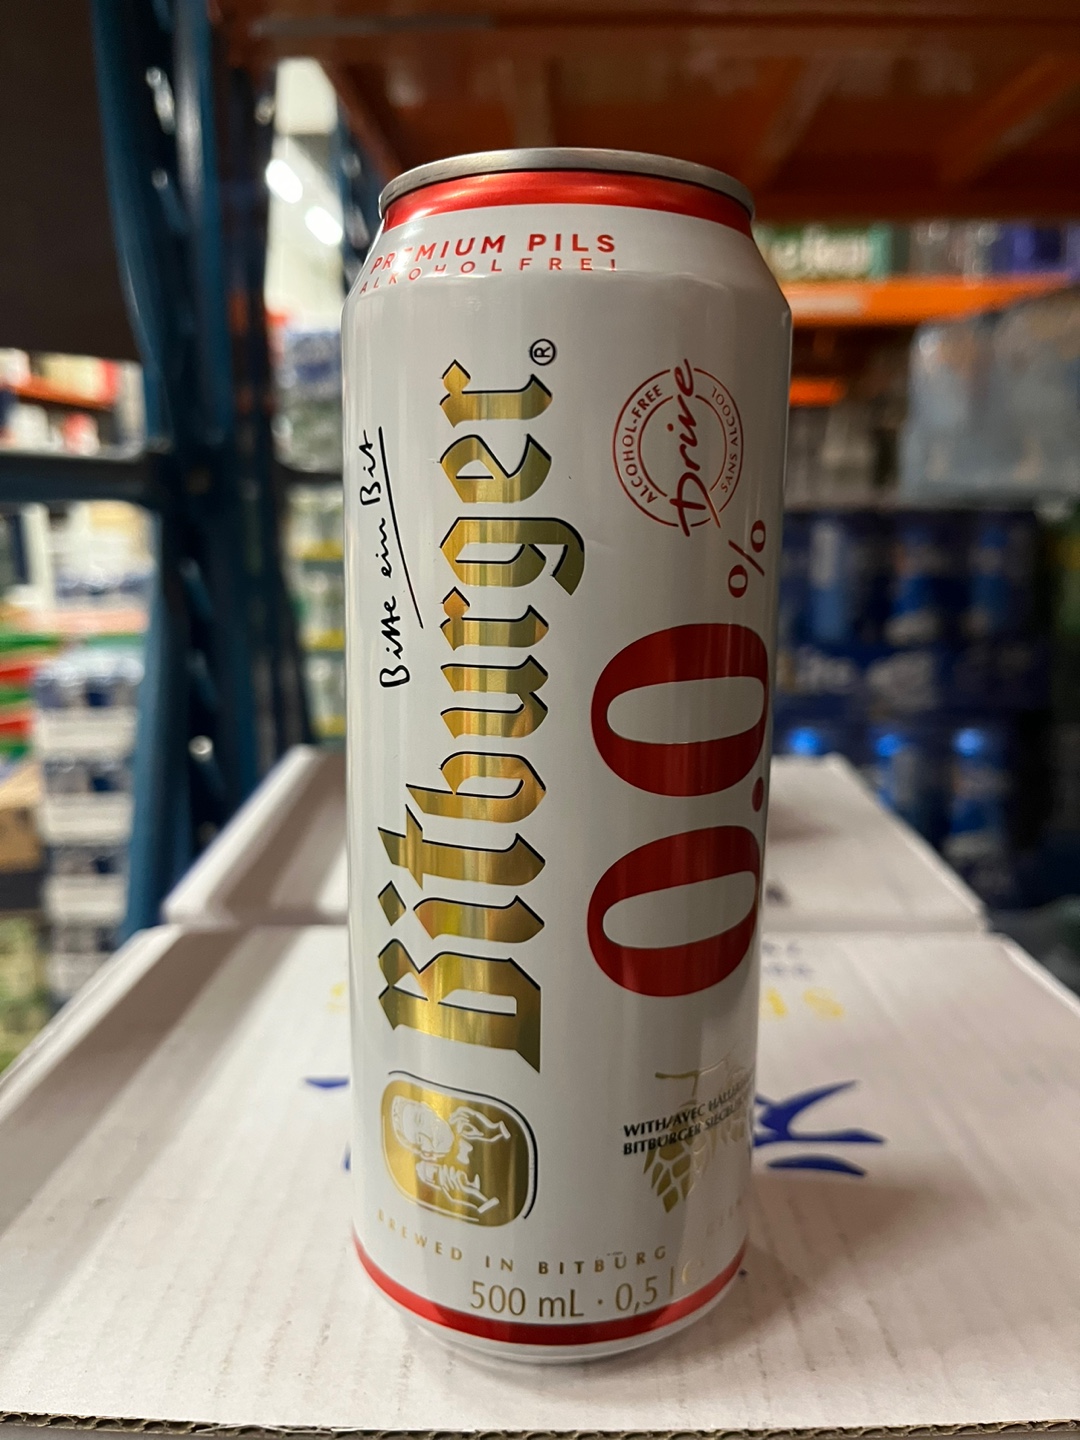 PREMIUM PILS
ALKOHOLFREI
Bitte ein Bit
Bitburger®
ALCOHOL-FREE
SANS ALCOOL
Drive
0.0%
WITH/AVEC
BITBURGER
BREWED IN BITBURG
500 mL · 0,5 l e